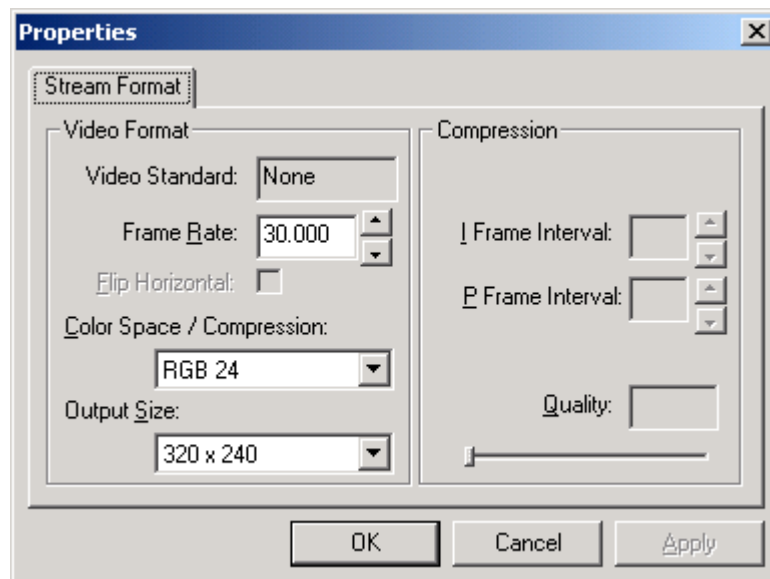 Properties
Stream Format
Video Format
Video Standard: None
Frame Rate: 30.000
Flip Horizontal:
Color Space / Compression:
RGB 24
Output Size:
320 x 240
Compression
I Frame Interval:
P Frame Interval:
Quality:
OK Cancel Apply